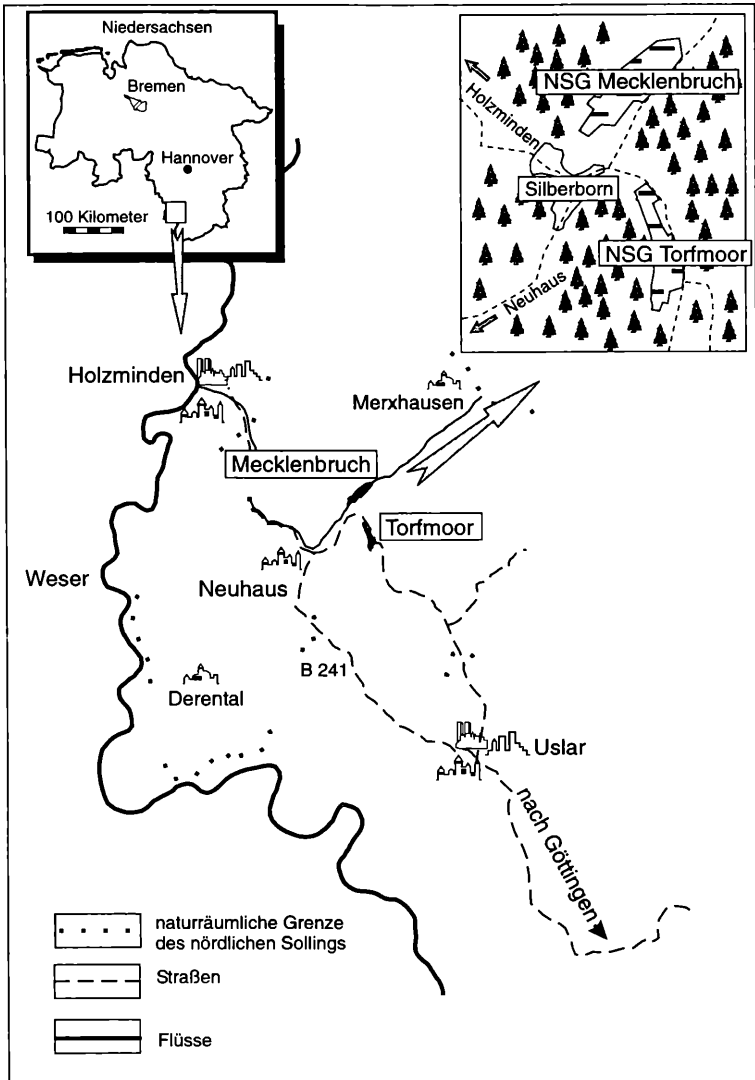 Niedersachsen
Bremen
Hannover
100 Kilometer
NSG Mecklenbruch
Holzminden
Silberborn
NSG Torfmoor
Neuhaus
Holzminden
Merxhausen
Mecklenbruch
Torfmoor
Weser
Neuhaus
B 241
Derental
Uslar
nach Göttingen
naturräumliche Grenze
des nördlichen Sollings
Straßen
Flüsse